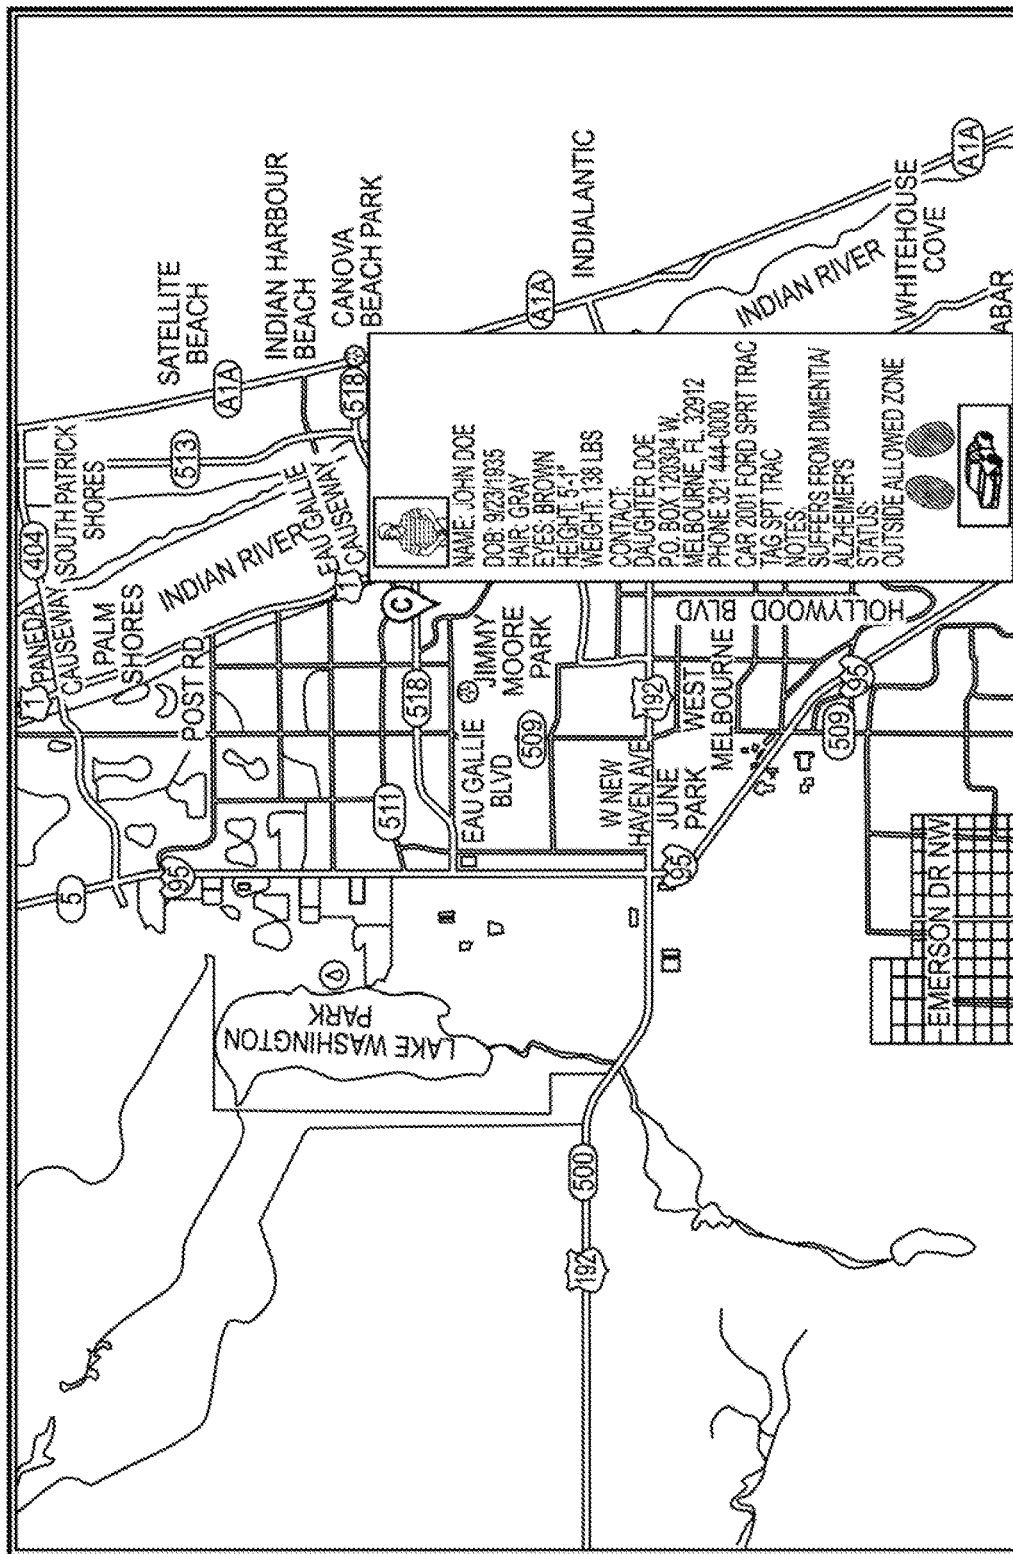 5
95
404
PANEDA
CAUSEWAY
SOUTH PATRICK
SHORES
1
PALM
SHORES
POST RD
INDIAN RIVER
513
A1A
SATELLITE
BEACH
INDIAN HARBOUR
BEACH
CANOVA
BEACH PARK
EAU GALLIE
CAUSEWAY
1
518
LAKE WASHINGTON
PARK
511
518
C
EAU GALLIE
BLVD
JIMMY
MOORE
PARK
509
A1A
INDIALANTIC
NAME: JOHN DOE
DOB: 9/23/1935
HAIR: GRAY
EYES: BROWN
HEIGHT: 5'-1"
WEIGHT: 138 LBS
CONTACT:
DAUGHTER DOE
P.O. BOX 120304 W.
MELBOURNE, FL. 32912
PHONE 321 444-0000
CAR 2001 FORD SPRT TRAC
TAG SPTTRAC
NOTES:
SUFFERS FROM DIMENTIA/
ALZHEIMER'S
STATUS:
OUTSIDE ALLOWED ZONE
192
500
W NEW
HAVEN AVE
192
JUNE
PARK
WEST
MELBOURNE
HOLLYWOOD
BLVD
95
95
509
INDIAN RIVER
WHITEHOUSE
COVE
A1A
ABAR
EMERSON DR NW